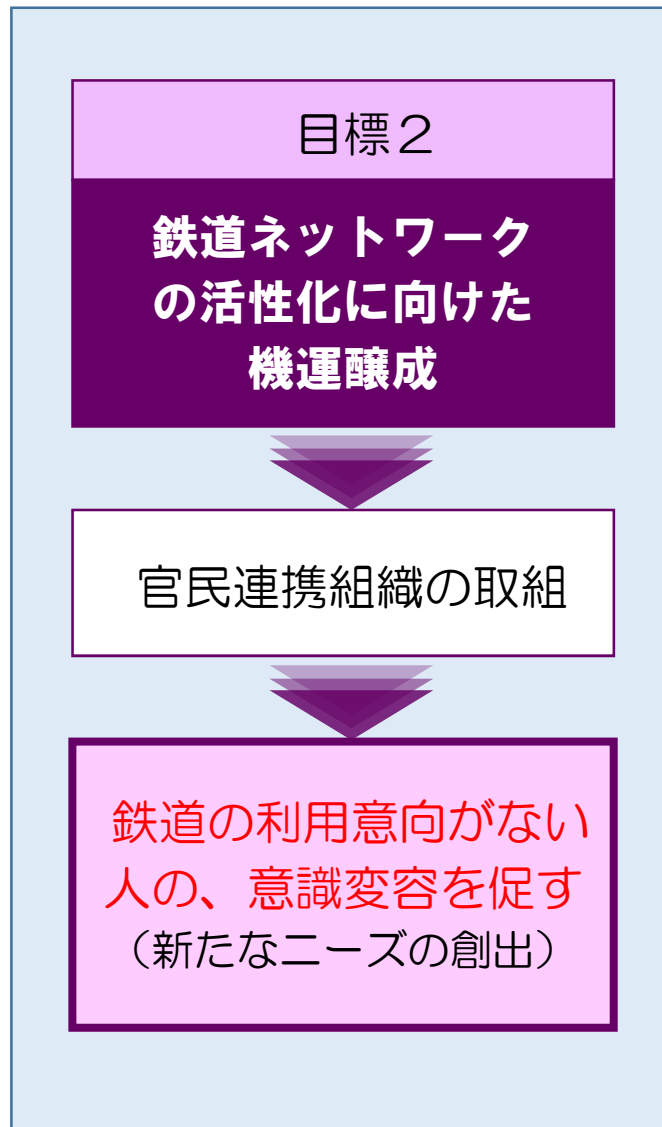 目標２
鉄道ネットワーク
の活性化に向けた
機運醸成
官民連携組織の取組
鉄道の利用意向がない
人の、意識変容を促す
（新たなニーズの創出）